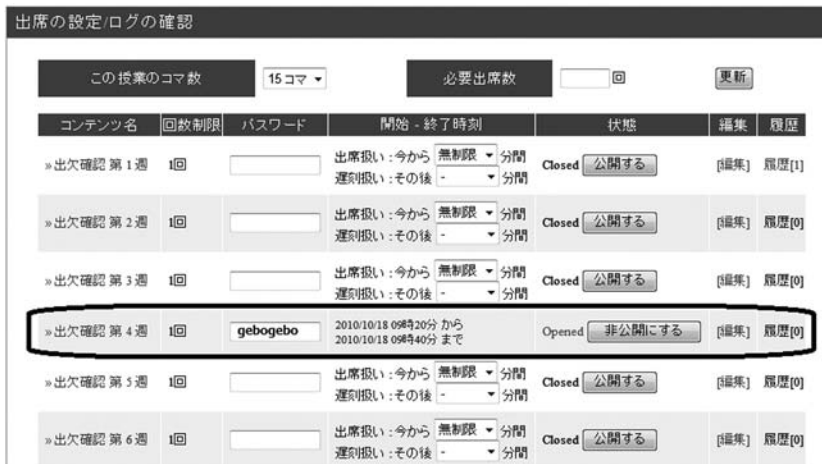 出席の設定/ログの確認
この授業のコマ数 15コマ 必要出席数 回 更新
コンテンツ名 回数制限 パスワード 開始 - 終了時刻 状態 編集 履歴
»出欠確認 第1週 1回 出席扱い:今から 無制限 分間 Closed 公開する [編集] 履歴[1]
遅刻扱い:その後 - 分間
»出欠確認 第2週 1回 出席扱い:今から 無制限 分間 Closed 公開する [編集] 履歴[0]
遅刻扱い:その後 - 分間
»出欠確認 第3週 1回 出席扱い:今から 無制限 分間 Closed 公開する [編集] 履歴[0]
遅刻扱い:その後 - 分間
»出欠確認 第4週 1回 gebogebo 2010/10/18 09時20分 から Opened 非公開にする [編集] 履歴[0]
2010/10/18 09時40分 まで
»出欠確認 第5週 1回 出席扱い:今から 無制限 分間 Closed 公開する [編集] 履歴[0]
遅刻扱い:その後 - 分間
»出欠確認 第6週 1回 出席扱い:今から 無制限 分間 Closed 公開する [編集] 履歴[0]
遅刻扱い:その後 - 分間